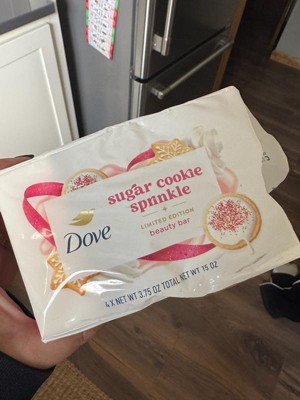 sugar cookie
sprinkle
LIMITED EDITION
beauty bar
Dove
4 X NET WT 3.75 OZ TOTAL NET WT 15 OZ